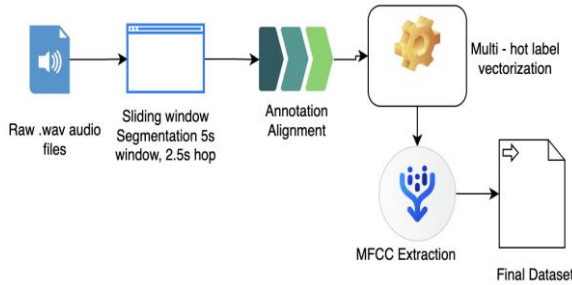 Raw .wav audio
files
Sliding window
Segmentation 5s
window, 2.5s hop
Annotation
Alignment
Multi - hot label
vectorization
MFCC Extraction
Final Dataset